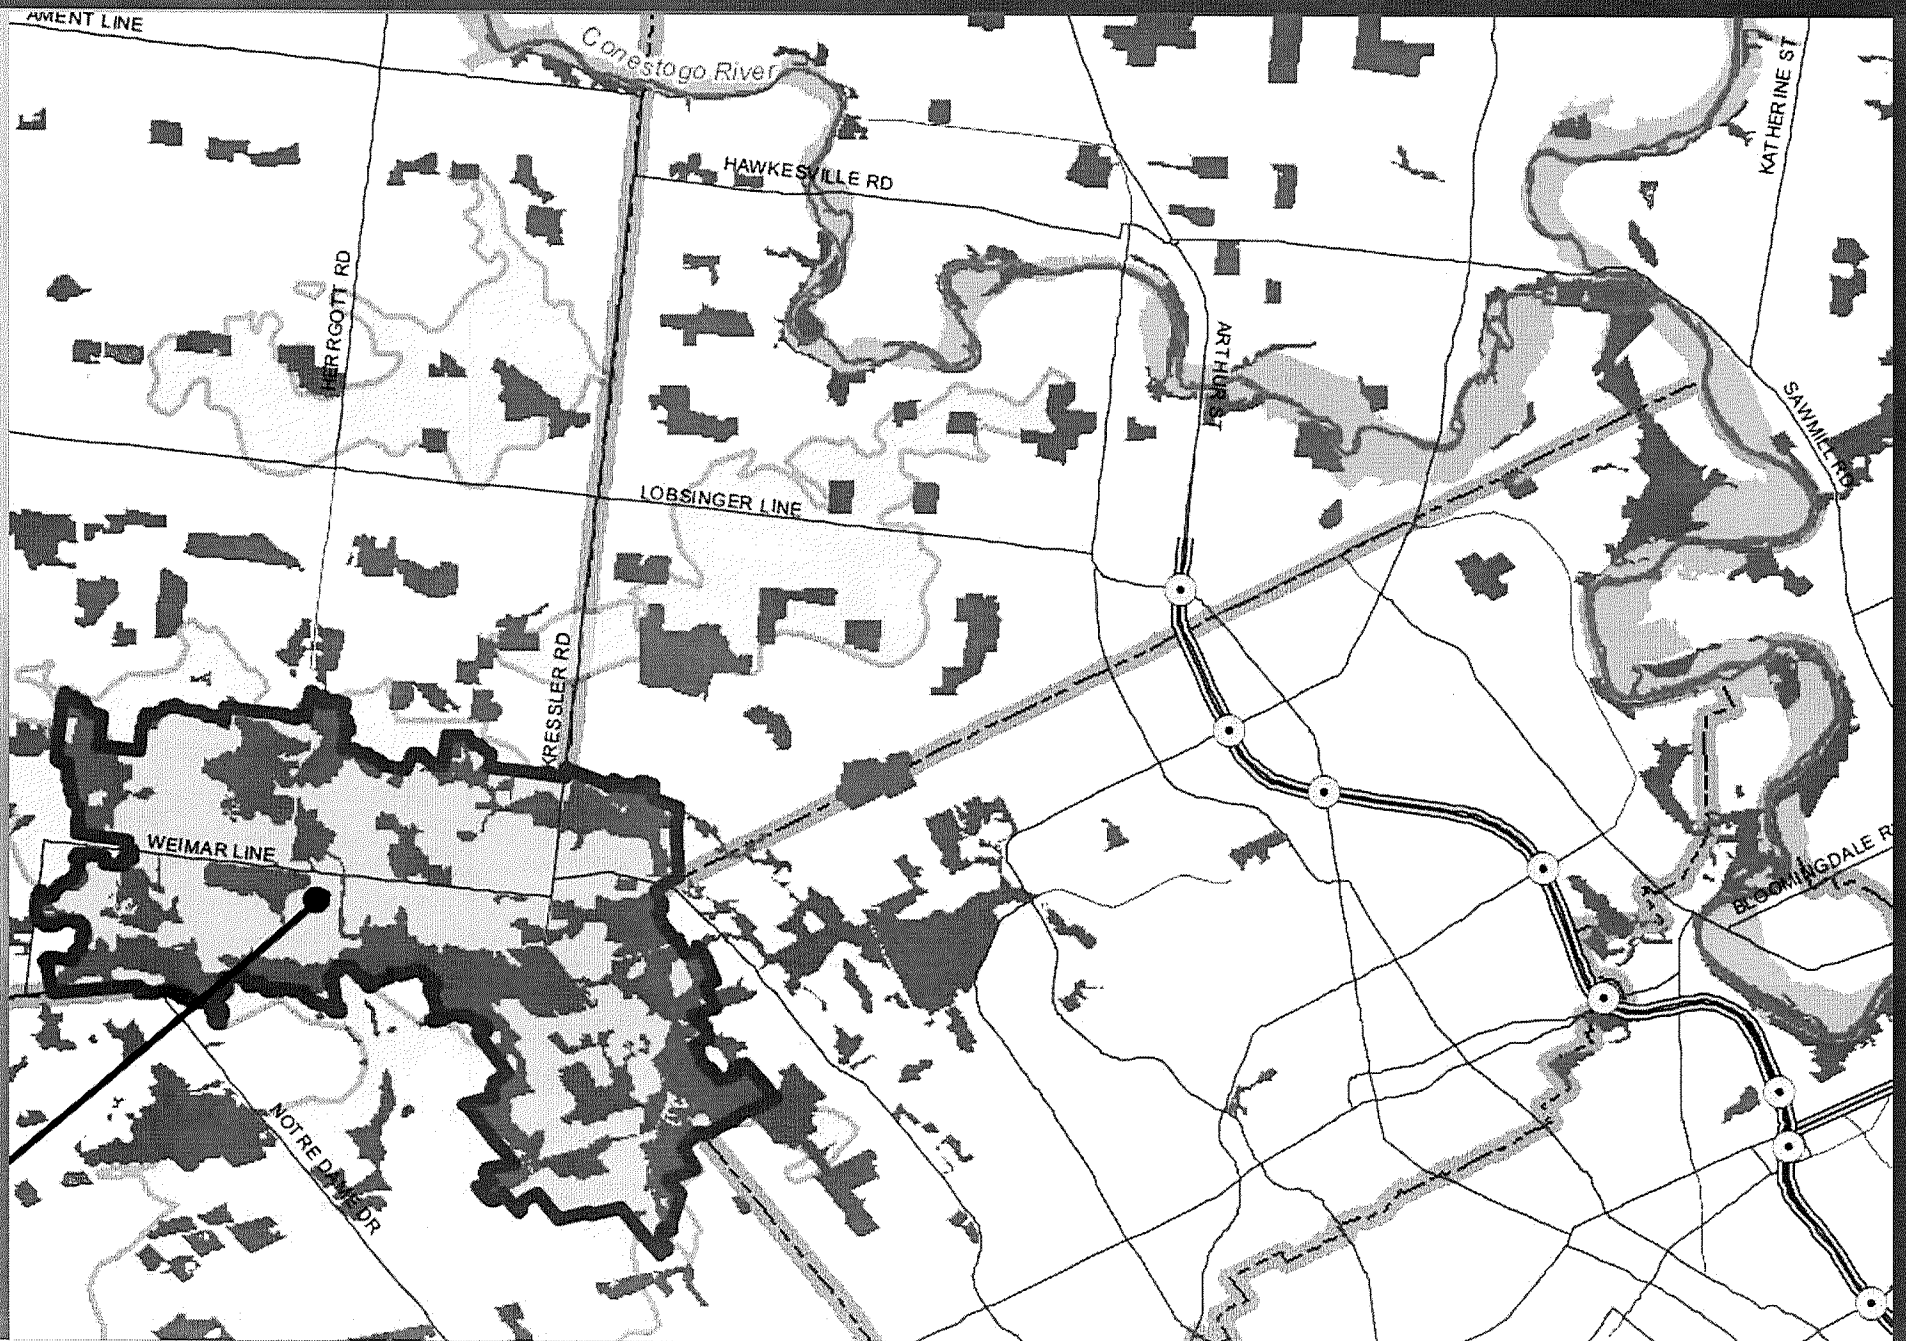 AMENT LINE
Conestogo River
KATHERINE ST
HAWKESVILLE RD
HERRGOTT RD
ARTHUR ST
SAWMILL RD
LOBSINGER LINE
KRESSLER RD
WEIMAR LINE
BLOOMINGDALE R
NOTRE DAME DR